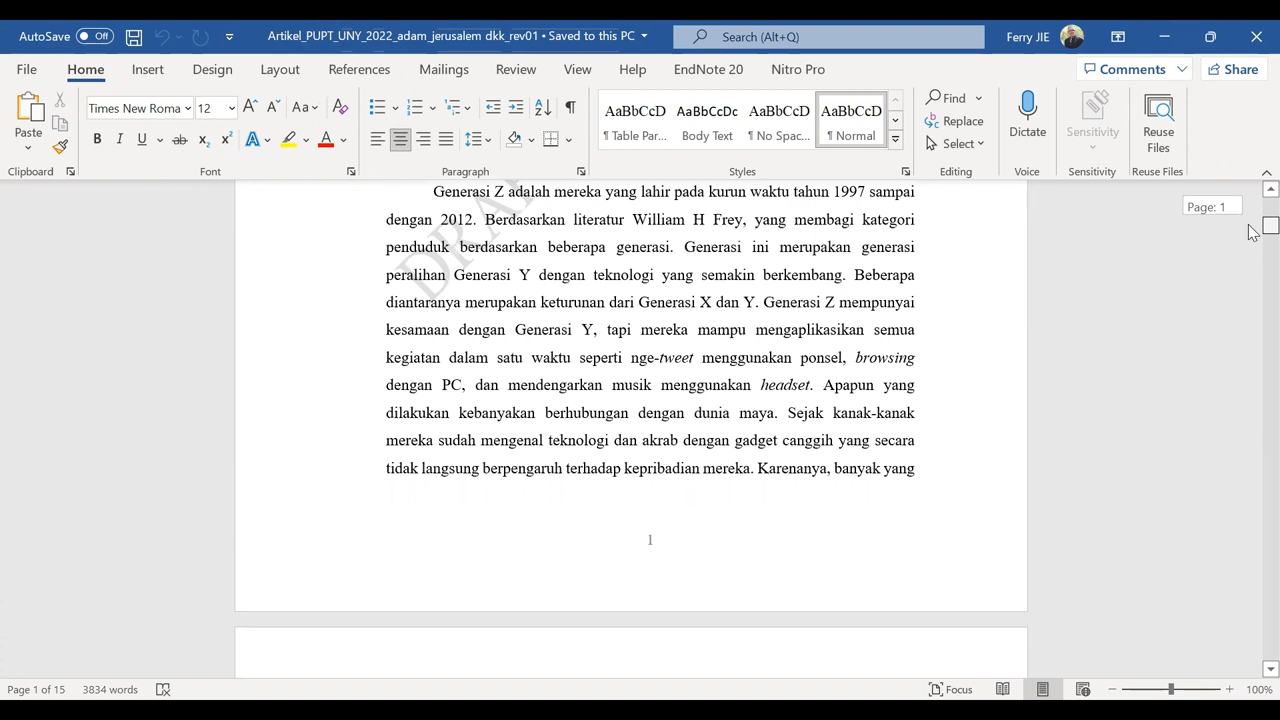 AutoSave Off Artikel_PUPT_UNY_2022_adam jerusalem dkk_rev01 • Saved to this PC Search (Alt+Q) Ferry JIE
File Home Insert Design Layout References Mailings Review View Help EndNote 20 Nitro Pro Comments Share
Paste Times New Roma 12 Aa A AaBbCcD AaBbCcDc AaBbCcD AaBbCcD Find Replace Select Dictate Sensitivity Reuse Files
B I U ab x₂ x² A A ¶ Table Par... Body Text ¶ No Spac... ¶ Normal
Clipboard Font Paragraph Styles Editing Voice Sensitivity Reuse Files
Page: 1
Generasi Z adalah mereka yang lahir pada kurun waktu tahun 1997 sampai
dengan 2012. Berdasarkan literatur William H Frey, yang membagi kategori
penduduk berdasarkan beberapa generasi. Generasi ini merupakan generasi
peralihan Generasi Y dengan teknologi yang semakin berkembang. Beberapa
diantaranya merupakan keturunan dari Generasi X dan Y. Generasi Z mempunyai
kesamaan dengan Generasi Y, tapi mereka mampu mengaplikasikan semua
kegiatan dalam satu waktu seperti nge-tweet menggunakan ponsel, browsing
dengan PC, dan mendengarkan musik menggunakan headset. Apapun yang
dilakukan kebanyakan berhubungan dengan dunia maya. Sejak kanak-kanak
mereka sudah mengenal teknologi dan akrab dengan gadget canggih yang secara
tidak langsung berpengaruh terhadap kepribadian mereka. Karenanya, banyak yang
1
Page 1 of 15 3834 words Focus 100%